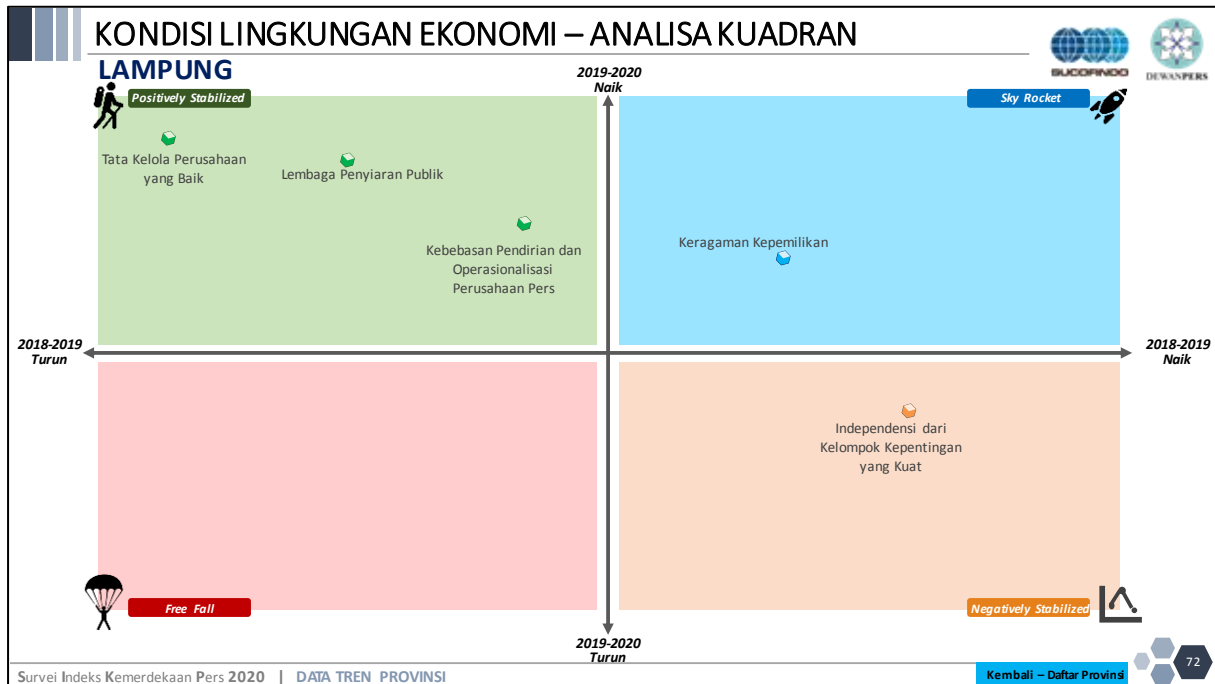 KONDISI LINGKUNGAN EKONOMI – ANALISA KUADRAN
LAMPUNG
SUCOFINDO
DEWAN PERS
2019-2020
Naik
Positively Stabilized
Sky Rocket
Tata Kelola Perusahaan
yang Baik
Lembaga Penyiaran Publik
Kebebasan Pendirian dan
Operasionalisasi
Perusahaan Pers
Keragaman Kepemilikan
2018-2019
Turun
2018-2019
Naik
Independensi dari
Kelompok Kepentingan
yang Kuat
Free Fall
Negatively Stabilized
2019-2020
Turun
Survei Indeks Kemerdekaan Pers 2020 | DATA TREN PROVINSI
Kembali – Daftar Provinsi
72